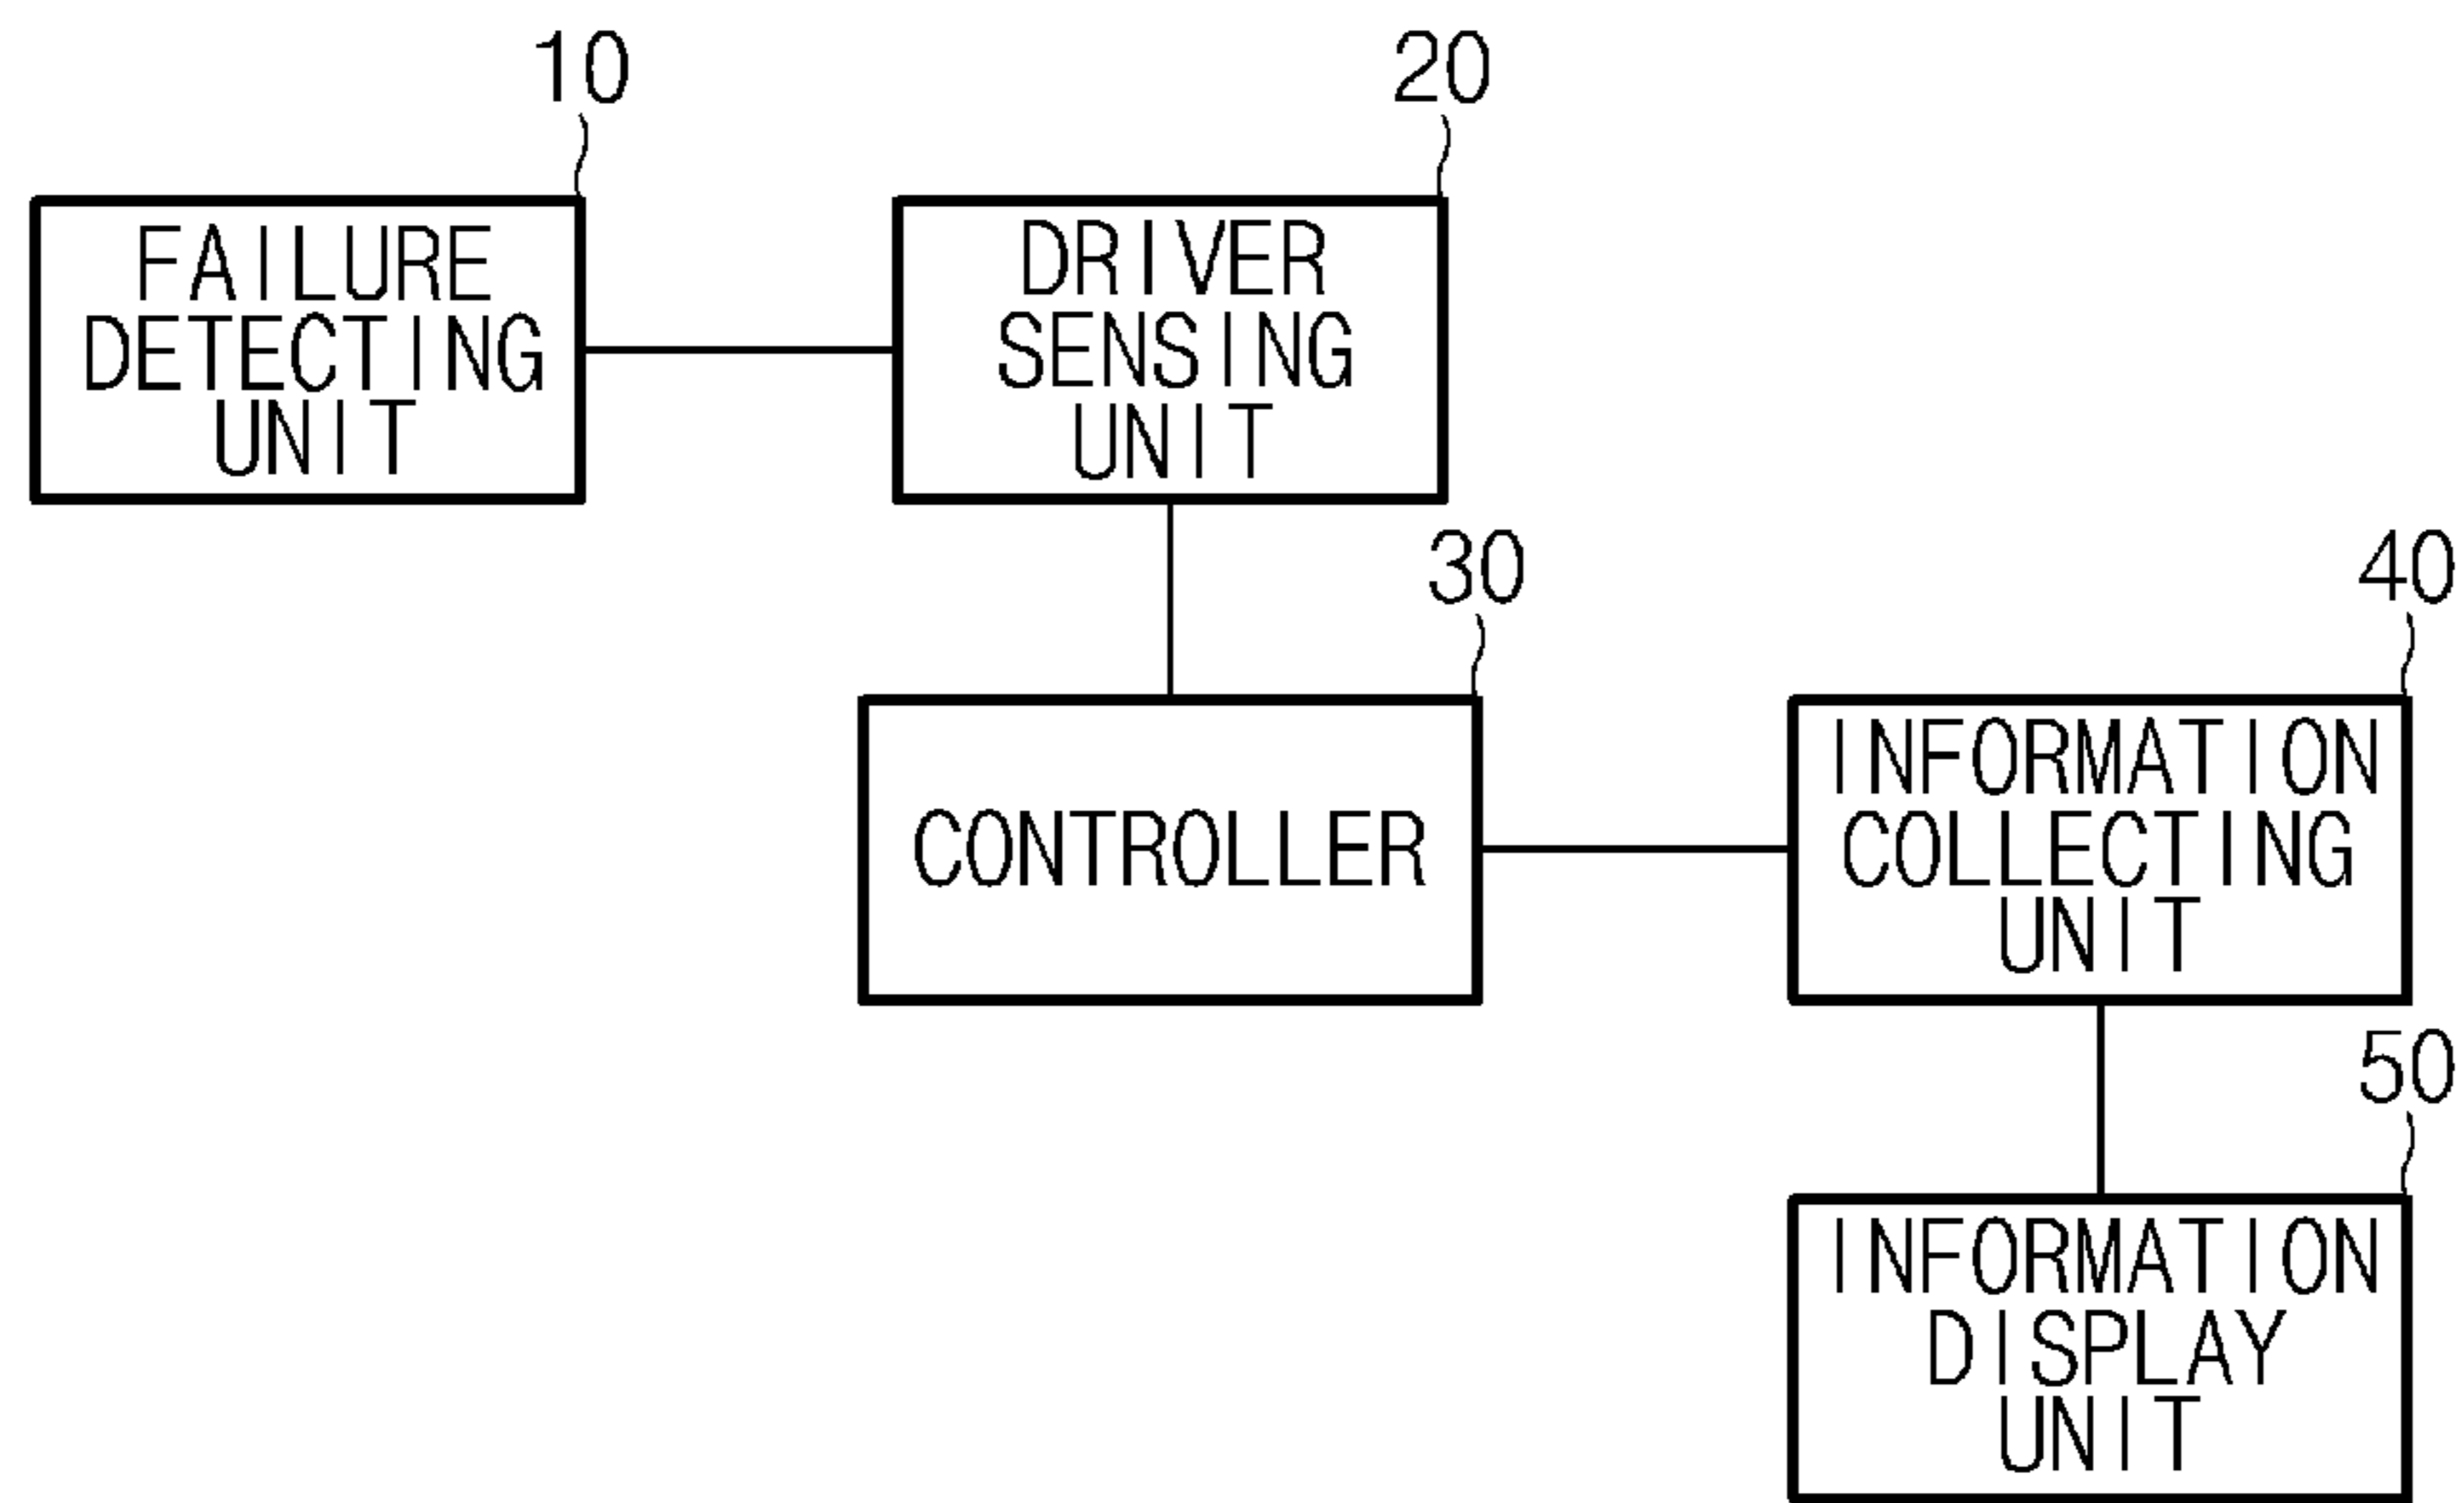 10
20
FAILURE
DETECTING
UNIT
DRIVER
SENSING
UNIT
30
40
CONTROLLER
INFORMATION
COLLECTING
UNIT
50
INFORMATION
DISPLAY
UNIT